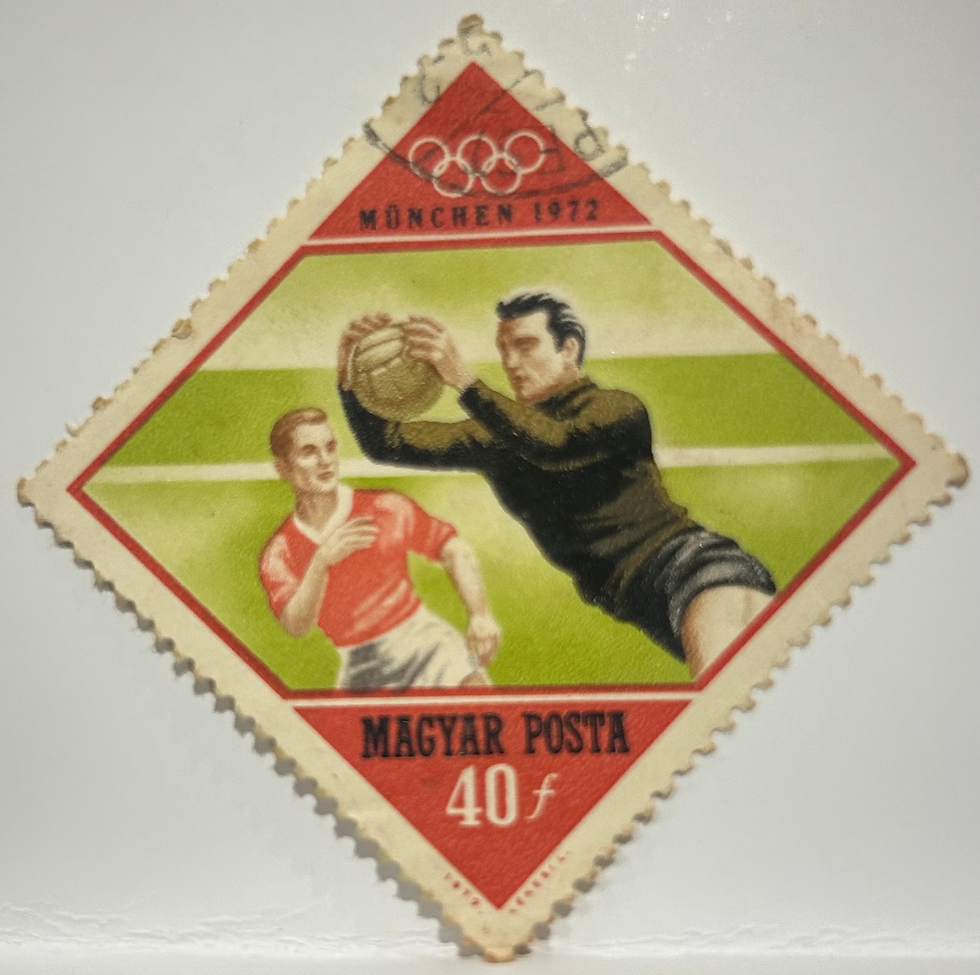 MÜNCHEN 1972
MAGYAR POSTA
40 f